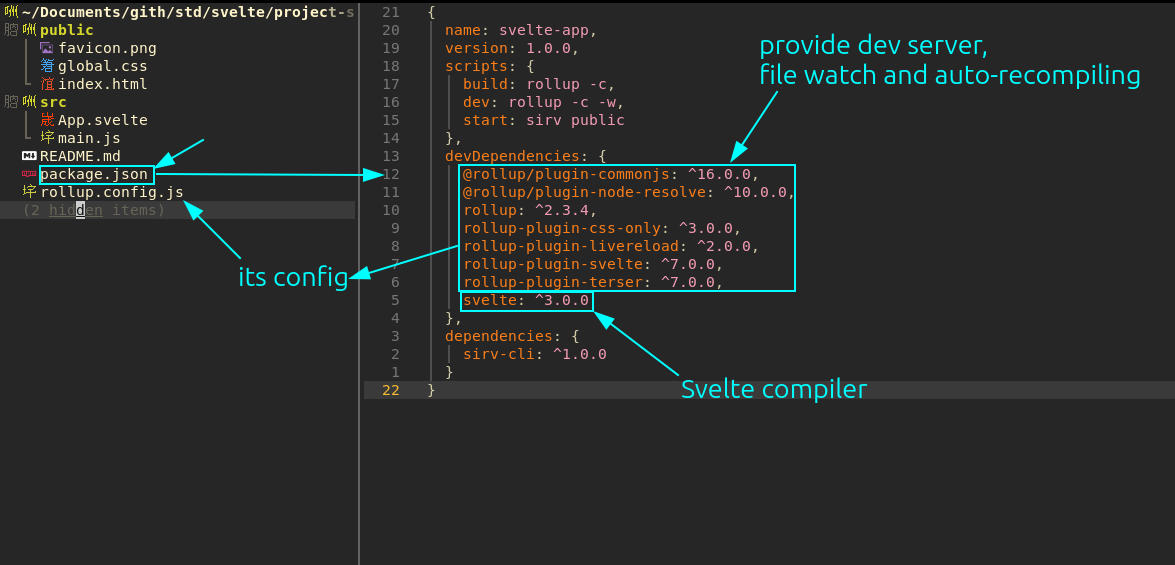 ~/Documents/gith/std/svelte/project-s
public
favicon.png
global.css
index.html
src
App.svelte
main.js
README.md
package.json
rollup.config.js
(2 hidden items)
its config
21 {
20 name: svelte-app,
19 version: 1.0.0,
18 scripts: {
17 build: rollup -c,
16 dev: rollup -c -w,
15 start: sirv public
14 },
13 devDependencies: {
12 @rollup/plugin-commonjs: ^16.0.0,
11 @rollup/plugin-node-resolve: ^10.0.0,
10 rollup: ^2.3.4,
9 rollup-plugin-css-only: ^3.0.0,
8 rollup-plugin-livereload: ^2.0.0,
7 rollup-plugin-svelte: ^7.0.0,
6 rollup-plugin-terser: ^7.0.0,
5 svelte: ^3.0.0
4 },
3 dependencies: {
2 sirv-cli: ^1.0.0
1 }
22 }
provide dev server,
file watch and auto-recompiling
Svelte compiler